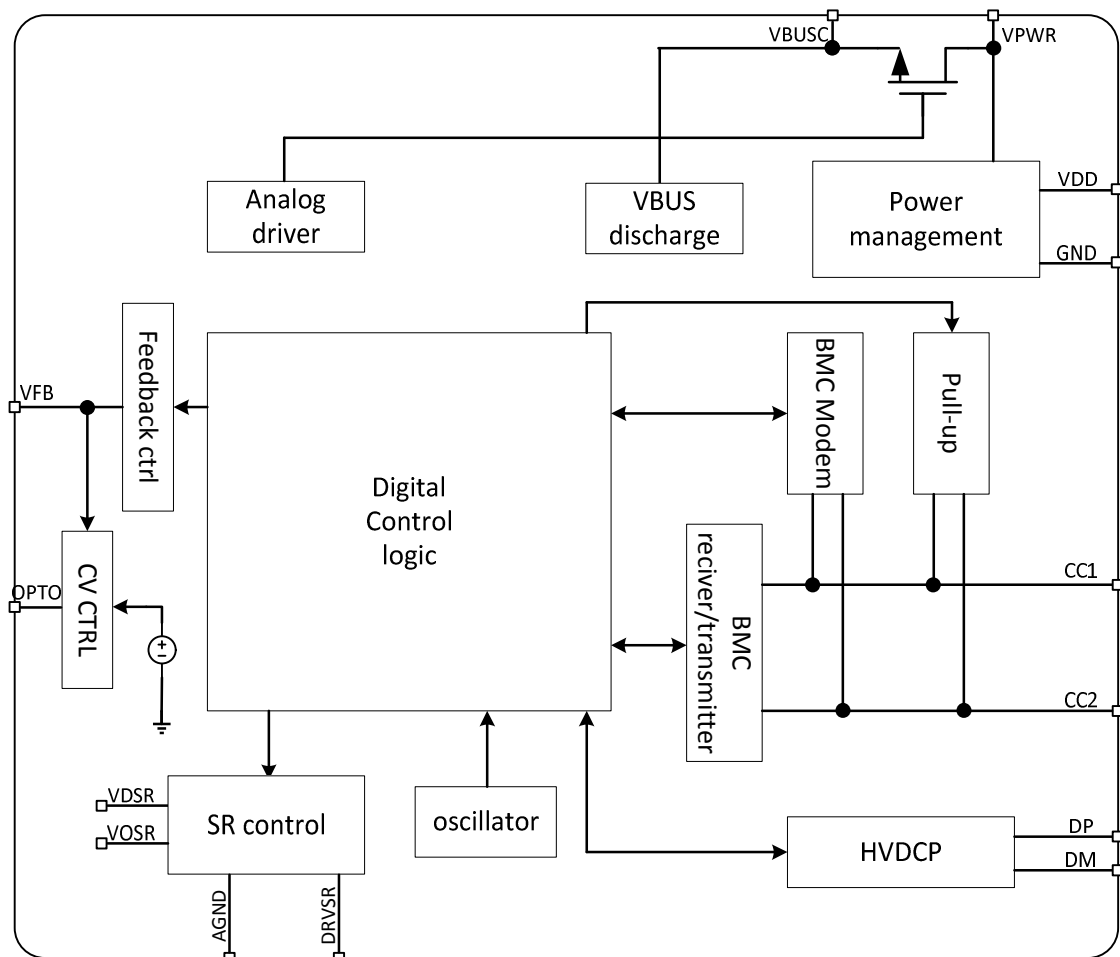 VBUSC
VPWR
Analog
driver
VBUS
discharge
Power
management
VDD
GND
VFB
Feedback ctrl
Digital
Control
logic
BMC Modem
Pull-up
OPTO
CV CTRL
+
−
BMC
reciver/transmitter
CC1
CC2
VDSR
VOSR
SR control
oscillator
HVDCP
DP
DM
AGND
DRVSR